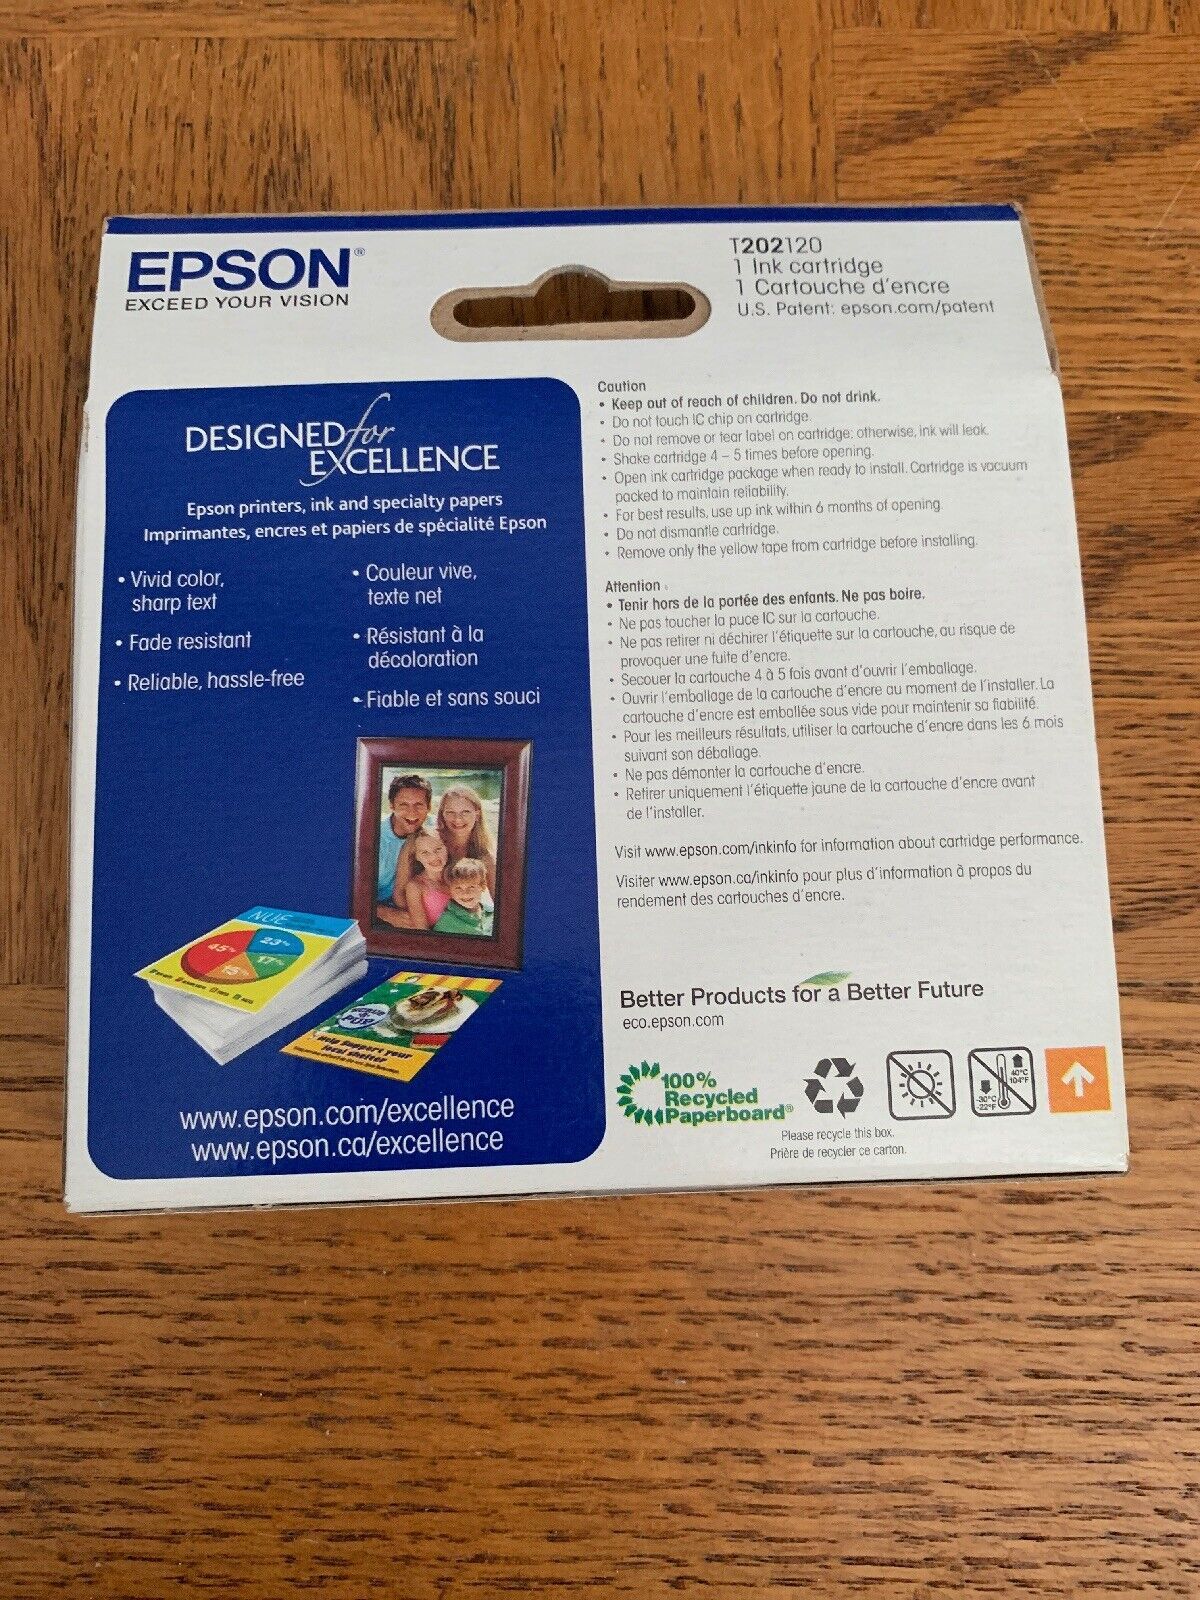 EPSON®
EXCEED YOUR VISION
T202120
1 Ink cartridge
1 Cartouche d'encre
U.S. Patent: epson.com/patent
DESIGNED for
EXCELLENCE
Epson printers, ink and specialty papers
Imprimantes, encres et papiers de spécialité Epson
• Vivid color,
sharp text
• Fade resistant
• Reliable, hassle-free
• Couleur vive,
texte net
• Résistant à la
décoloration
• Fiable et sans souci
NUE
45%
23%
17%
15%
Help Support your
local shelter
www.epson.com/excellence
www.epson.ca/excellence
Caution
• Keep out of reach of children. Do not drink.
• Do not touch IC chip on cartridge.
• Do not remove or tear label on cartridge; otherwise, ink will leak.
• Shake cartridge 4 – 5 times before opening.
• Open ink cartridge package when ready to install. Cartridge is vacuum
packed to maintain reliability.
• For best results, use up ink within 6 months of opening
• Do not dismantle cartridge.
• Remove only the yellow tape from cartridge before installing.
Attention
• Tenir hors de la portée des enfants. Ne pas boire.
• Ne pas toucher la puce IC sur la cartouche.
• Ne pas retirer ni déchirer l'étiquette sur la cartouche, au risque de
provoquer une fuite d'encre.
• Secouer la cartouche 4 à 5 fois avant d'ouvrir l'emballage.
• Ouvrir l'emballage de la cartouche d'encre au moment de l'installer. La
cartouche d'encre est emballée sous vide pour maintenir sa fiabilité.
• Pour les meilleurs résultats, utiliser la cartouche d'encre dans les 6 mois
suivant son déballage.
• Ne pas démonter la cartouche d'encre.
• Retirer uniquement l'étiquette jaune de la cartouche d'encre avant
de l'installer.
Visit www.epson.com/inkinfo for information about cartridge performance.
Visiter www.epson.ca/inkinfo pour plus d'information à propos du
rendement des cartouches d'encre.
Better Products for a Better Future
eco.epson.com
100%
Recycled
Paperboard®
-30°C
-22°F
40°C
104°F
Please recycle this box.
Prière de recycler ce carton.